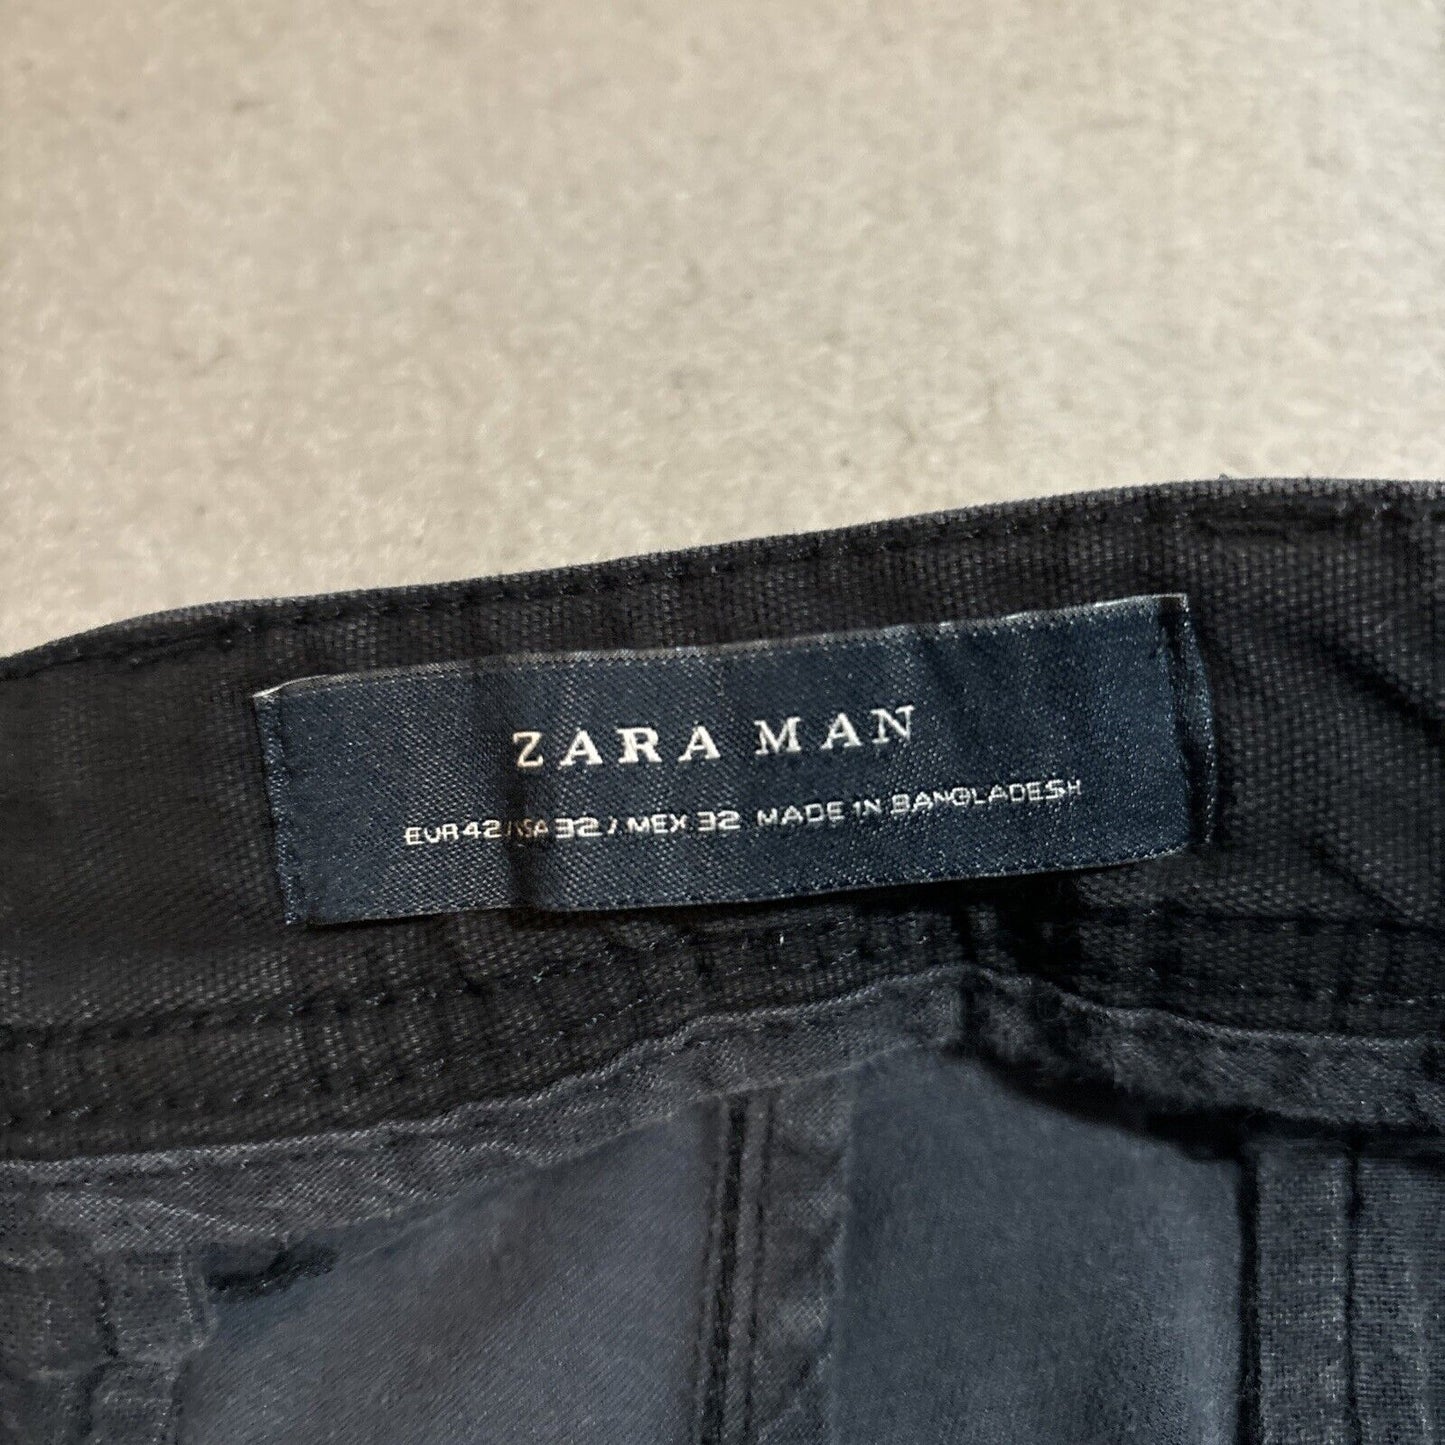 ZARA MAN
EUR 42 / USA 32 / MEX 32 MADE IN BANGLADESH